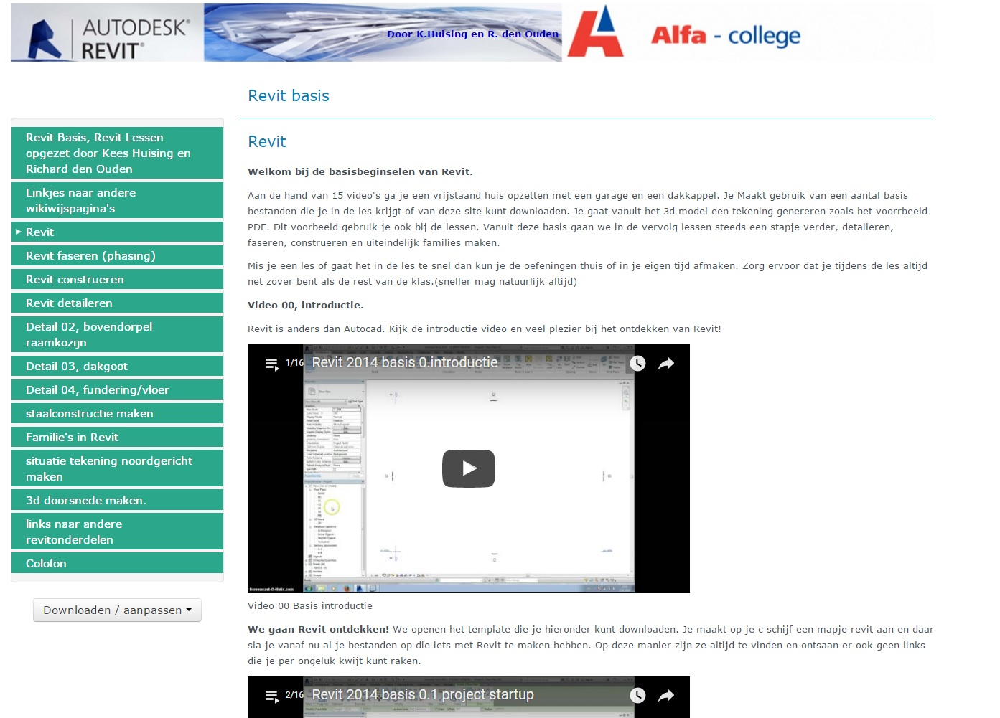 AUTODESK®
REVIT®
Door K.Huising en R. den Ouden
Alfa - college
Revit basis
Revit Basis, Revit Lessen
opgezet door Kees Huising en
Richard den Ouden
Linkjes naar andere
wikiwijspagina's
Revit
Revit faseren (phasing)
Revit construeren
Revit detaileren
Detail 02, bovendorpel
raamkozijn
Detail 03, dakgoot
Detail 04, fundering/vloer
staalconstructie maken
Familie's in Revit
situatie tekening noordgericht
maken
3d doorsnede maken.
links naar andere
revitonderdelen
Colofon
Downloaden / aanpassen
Revit
Welkom bij de basisbeginselen van Revit.
Aan de hand van 15 video's ga je een vrijstaand huis opzetten met een garage en een dakkappel. Je Maakt gebruik van een aantal basis
bestanden die je in de les krijgt of van deze site kunt downloaden. Je gaat vanuit het 3d model een tekening genereren zoals het voorrbeeld
PDF. Dit voorbeeld gebruik je ook bij de lessen. Vanuit deze basis gaan we in de vervolg lessen steeds een stapje verder, detaileren,
faseren, construeren en uiteindelijk families maken.
Mis je een les of gaat het in de les te snel dan kun je de oefeningen thuis of in je eigen tijd afmaken. Zorg ervoor dat je tijdens de les altijd
net zover bent als de rest van de klas.(sneller mag natuurlijk altijd)
Video 00, introductie.
Revit is anders dan Autocad. Kijk de introductie video en veel plezier bij het ontdekken van Revit!
1/16 Revit 2014 basis 0.introductie
Screencast-O-Matic.com
Video 00 Basis introductie
We gaan Revit ontdekken! We openen het template die je hieronder kunt downloaden. Je maakt op je c schijf een mapje revit aan en daar
sla je vanaf nu al je bestanden op die iets met Revit te maken hebben. Op deze manier zijn ze altijd te vinden en ontsaan er ook geen links
die je per ongeluk kwijt kunt raken.
2/16 Revit 2014 basis 0.1 project startup